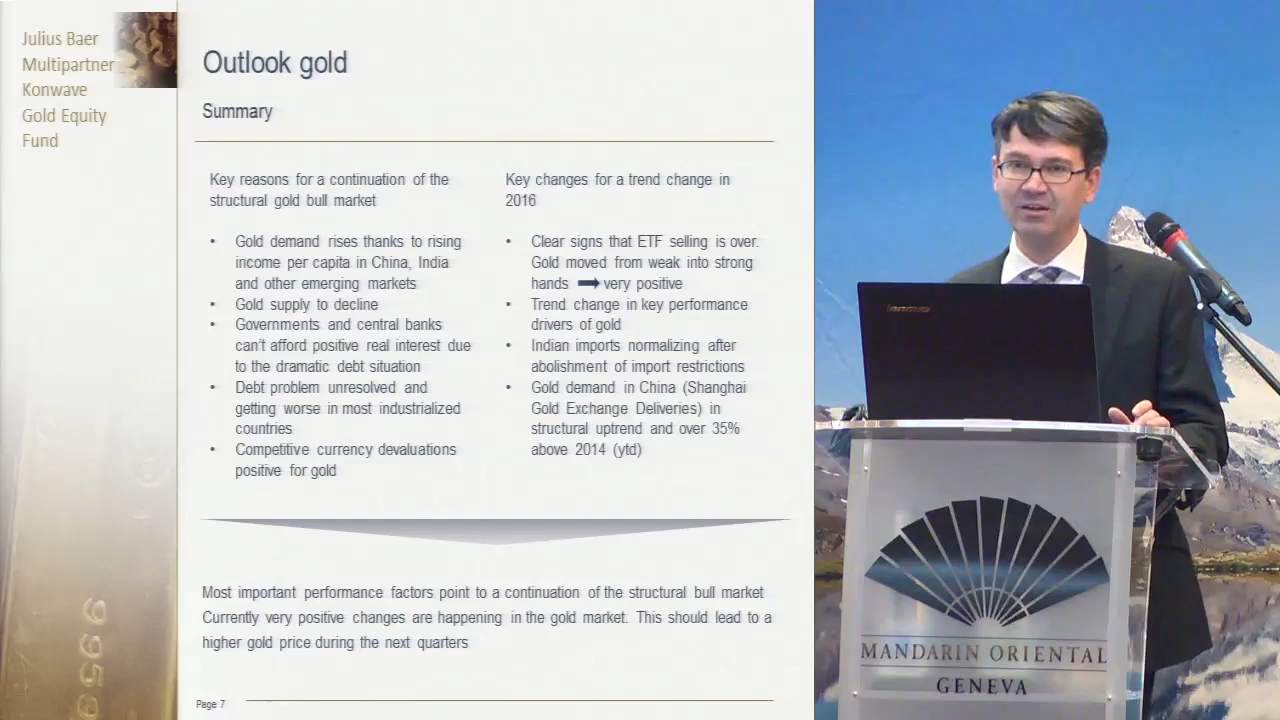 Julius Baer
Multipartner
Konwave
Gold Equity
Fund
Outlook gold
Summary
Key reasons for a continuation of the
structural gold bull market
• Gold demand rises thanks to rising
income per capita in China, India
and other emerging markets
• Gold supply to decline
• Governments and central banks
can't afford positive real interest due
to the dramatic debt situation
• Debt problem unresolved and
getting worse in most industrialized
countries
• Competitive currency devaluations
positive for gold
Key changes for a trend change in
2016
• Clear signs that ETF selling is over.
Gold moved from weak into strong
hands ➡ very positive
• Trend change in key performance
drivers of gold
• Indian imports normalizing after
abolishment of import restrictions
• Gold demand in China (Shanghai
Gold Exchange Deliveries) in
structural uptrend and over 35%
above 2014 (ytd)
Most important performance factors point to a continuation of the structural bull market
Currently very positive changes are happening in the gold market. This should lead to a
higher gold price during the next quarters
Page 7
lenovo
MANDARIN ORIENTAL
GENEVA